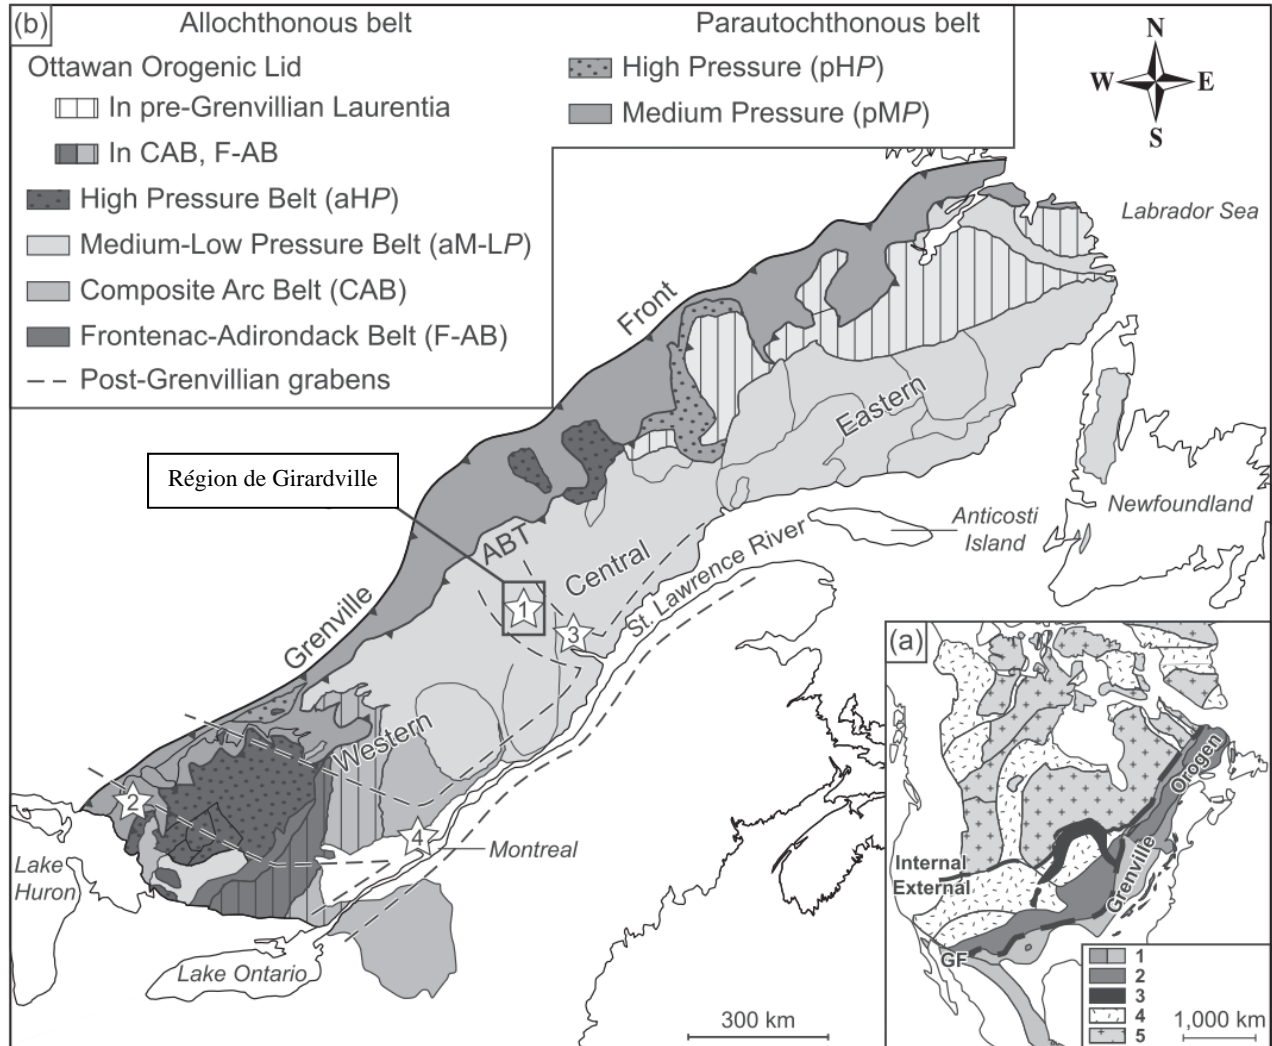 (b)
Allochthonous belt
Parautochthonous belt
Ottawan Orogenic Lid
In pre-Grenvillian Laurentia
In CAB, F-AB
High Pressure Belt (aHP)
Medium-Low Pressure Belt (aM-LP)
Composite Arc Belt (CAB)
Frontenac-Adirondack Belt (F-AB)
Post-Grenvillian grabens
High Pressure (pHP)
Medium Pressure (pMP)
N
W
E
S
Labrador Sea
Front
Eastern
Région de Girardville
Newfoundland
Anticosti
Island
ABT
Central
St. Lawrence River
1
3
Grenville
Western
2
4
Montreal
Lake
Huron
Lake Ontario
300 km
(a)
Orogen
Internal
External
Grenville
GF
1
2
3
4
5
1,000 km